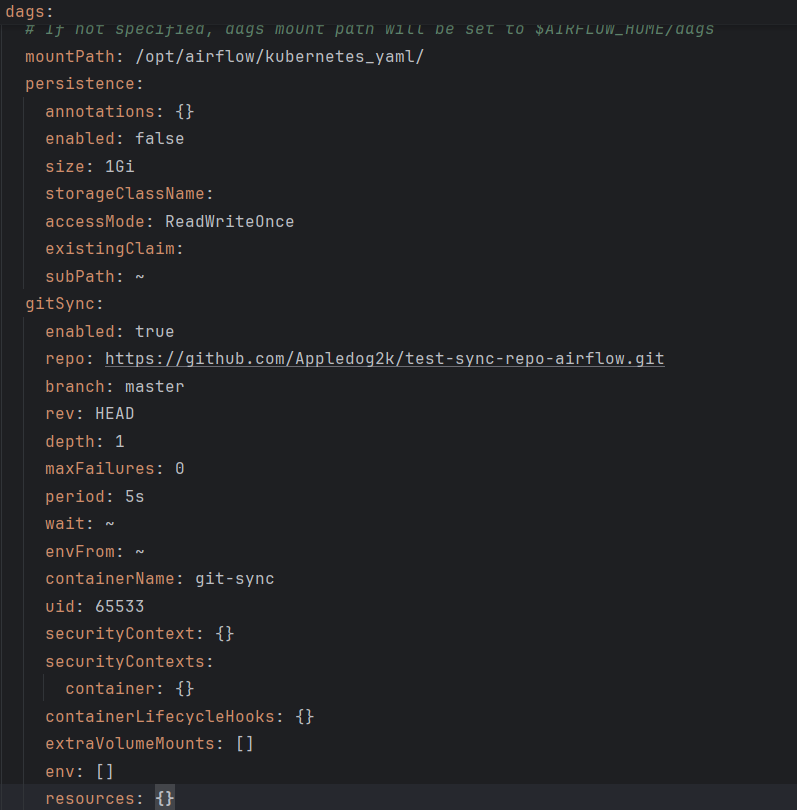 dags:
  # If not specified, dags mount path will be set to $AIRFLOW_HOME/dags
  mountPath: /opt/airflow/kubernetes_yaml/
  persistence:
    annotations: {}
    enabled: false
    size: 1Gi
    storageClassName:
    accessMode: ReadWriteOnce
    existingClaim:
    subPath: ~
  gitSync:
    enabled: true
    repo: https://github.com/Appledog2k/test-sync-repo-airflow.git
    branch: master
    rev: HEAD
    depth: 1
    maxFailures: 0
    period: 5s
    wait: ~
    envFrom: ~
    containerName: git-sync
    uid: 65533
    securityContext: {}
    securityContexts:
      container: {}
    containerLifecycleHooks: {}
    extraVolumeMounts: []
    env: []
    resources: {}